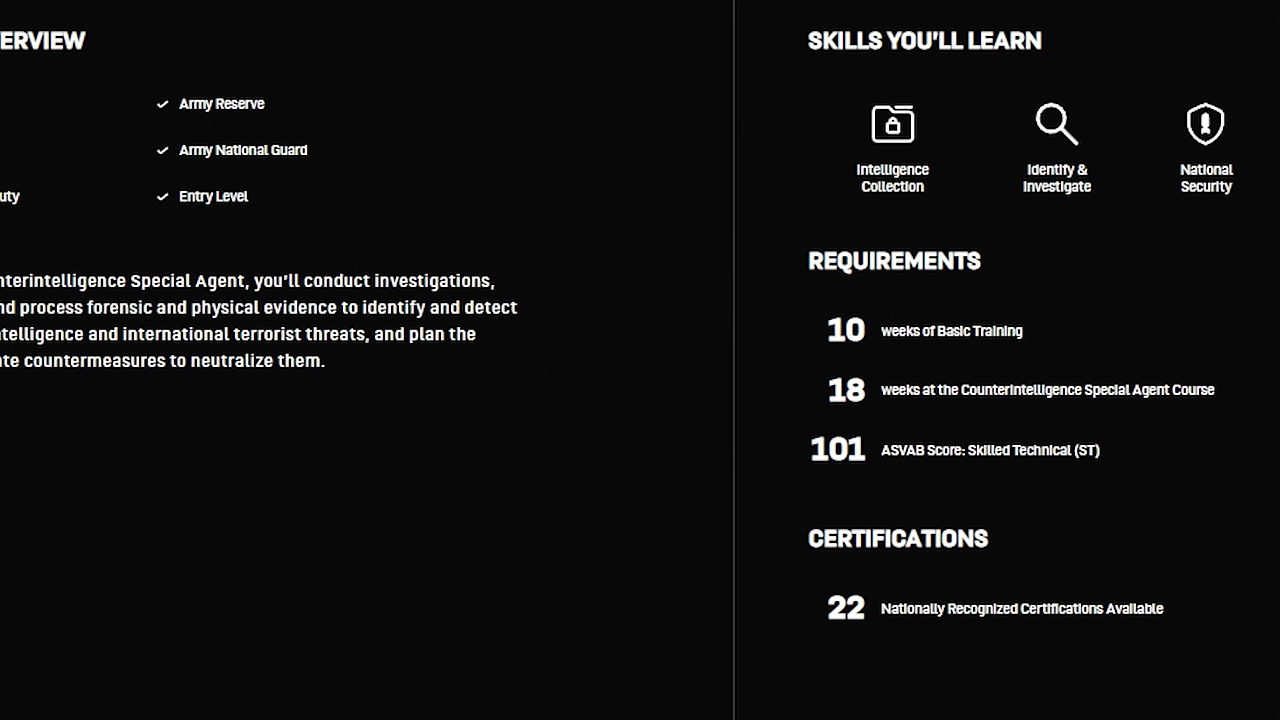 ERVIEW
Army Reserve
Army National Guard
uty
Entry Level
nterintelligence Special Agent, you'll conduct investigations,
nd process forensic and physical evidence to identify and detect
telligence and international terrorist threats, and plan the
te countermeasures to neutralize them.
SKILLS YOU'LL LEARN
Intelligence
Collection
Identify &
Investigate
National
Security
REQUIREMENTS
10 weeks of Basic Training
18 weeks at the Counterintelligence Special Agent Course
101 ASVAB Score: Skilled Technical (ST)
CERTIFICATIONS
22 Nationally Recognized Certifications Available